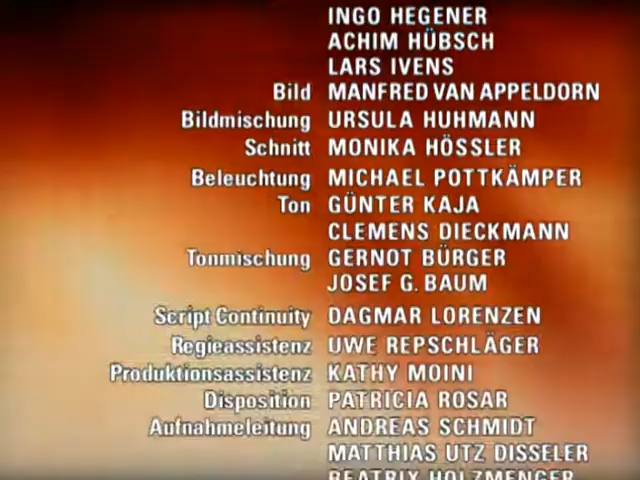 INGO HEGENER
ACHIM HÜBSCH
LARS IVENS
Bild MANFRED VAN APPELDORN
Bildmischung URSULA HUHMANN
Schnitt MONIKA HÖSSLER
Beleuchtung MICHAEL POTTKÄMPER
Ton GÜNTER KAJA
CLEMENS DIECKMANN
Tonmischung GERNOT BÜRGER
JOSEF G. BAUM
Script Continuity DAGMAR LORENZEN
Regieassistenz UWE REPSCHLÄGER
Produktionsassistenz KATHY MOINI
Disposition PATRICIA ROSAR
Aufnahmeleitung ANDREAS SCHMIDT
MATTHIAS UTZ DISSELER
BEATRIX HOLZMENGER